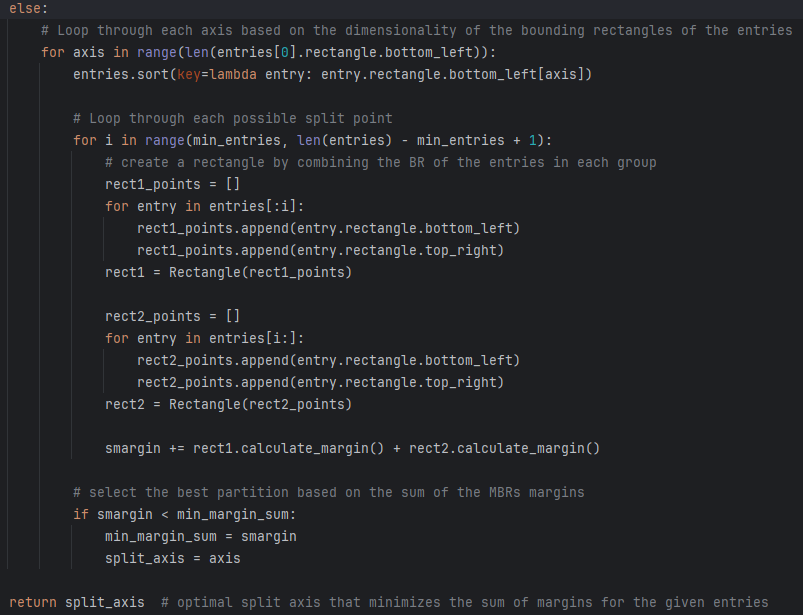 else:
    # Loop through each axis based on the dimensionality of the bounding rectangles of the entries
    for axis in range(len(entries[0].rectangle.bottom_left)):
        entries.sort(key=lambda entry: entry.rectangle.bottom_left[axis])

        # Loop through each possible split point
        for i in range(min_entries, len(entries) - min_entries + 1):
            # create a rectangle by combining the BR of the entries in each group
            rect1_points = []
            for entry in entries[:i]:
                rect1_points.append(entry.rectangle.bottom_left)
                rect1_points.append(entry.rectangle.top_right)
            rect1 = Rectangle(rect1_points)

            rect2_points = []
            for entry in entries[i:]:
                rect2_points.append(entry.rectangle.bottom_left)
                rect2_points.append(entry.rectangle.top_right)
            rect2 = Rectangle(rect2_points)

            smargin += rect1.calculate_margin() + rect2.calculate_margin()

        # select the best partition based on the sum of the MBRs margins
        if smargin < min_margin_sum:
            min_margin_sum = smargin
            split_axis = axis

return split_axis  # optimal split axis that minimizes the sum of margins for the given entries